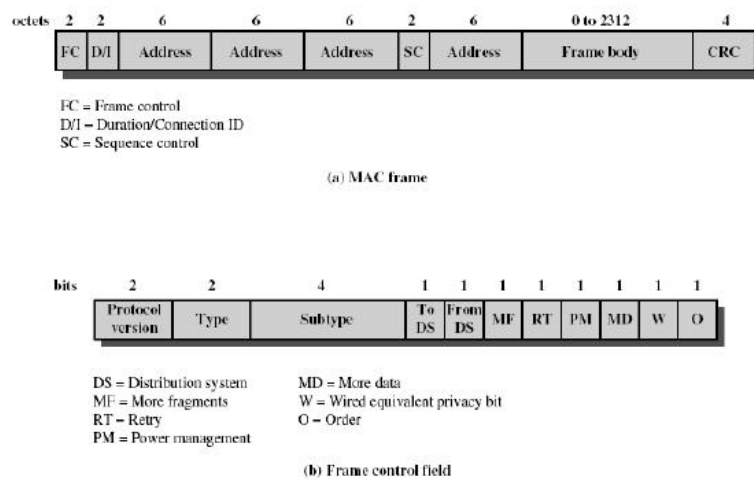 octets 2 2 6 6 6 2 6 0 to 2312 4
FC D/I Address Address Address SC Address Frame body CRC
FC = Frame control
D/I – Duration/Connection ID
SC = Sequence control
(a) MAC frame
bits 2 2 4 1 1 1 1 1 1 1 1
Protocol version Type Subtype To DS From DS MF RT PM MD W O
DS = Distribution system MD = More data
MF = More fragments W = Wired equivalent privacy bit
RT – Retry O – Order
PM = Power management
(b) Frame control field